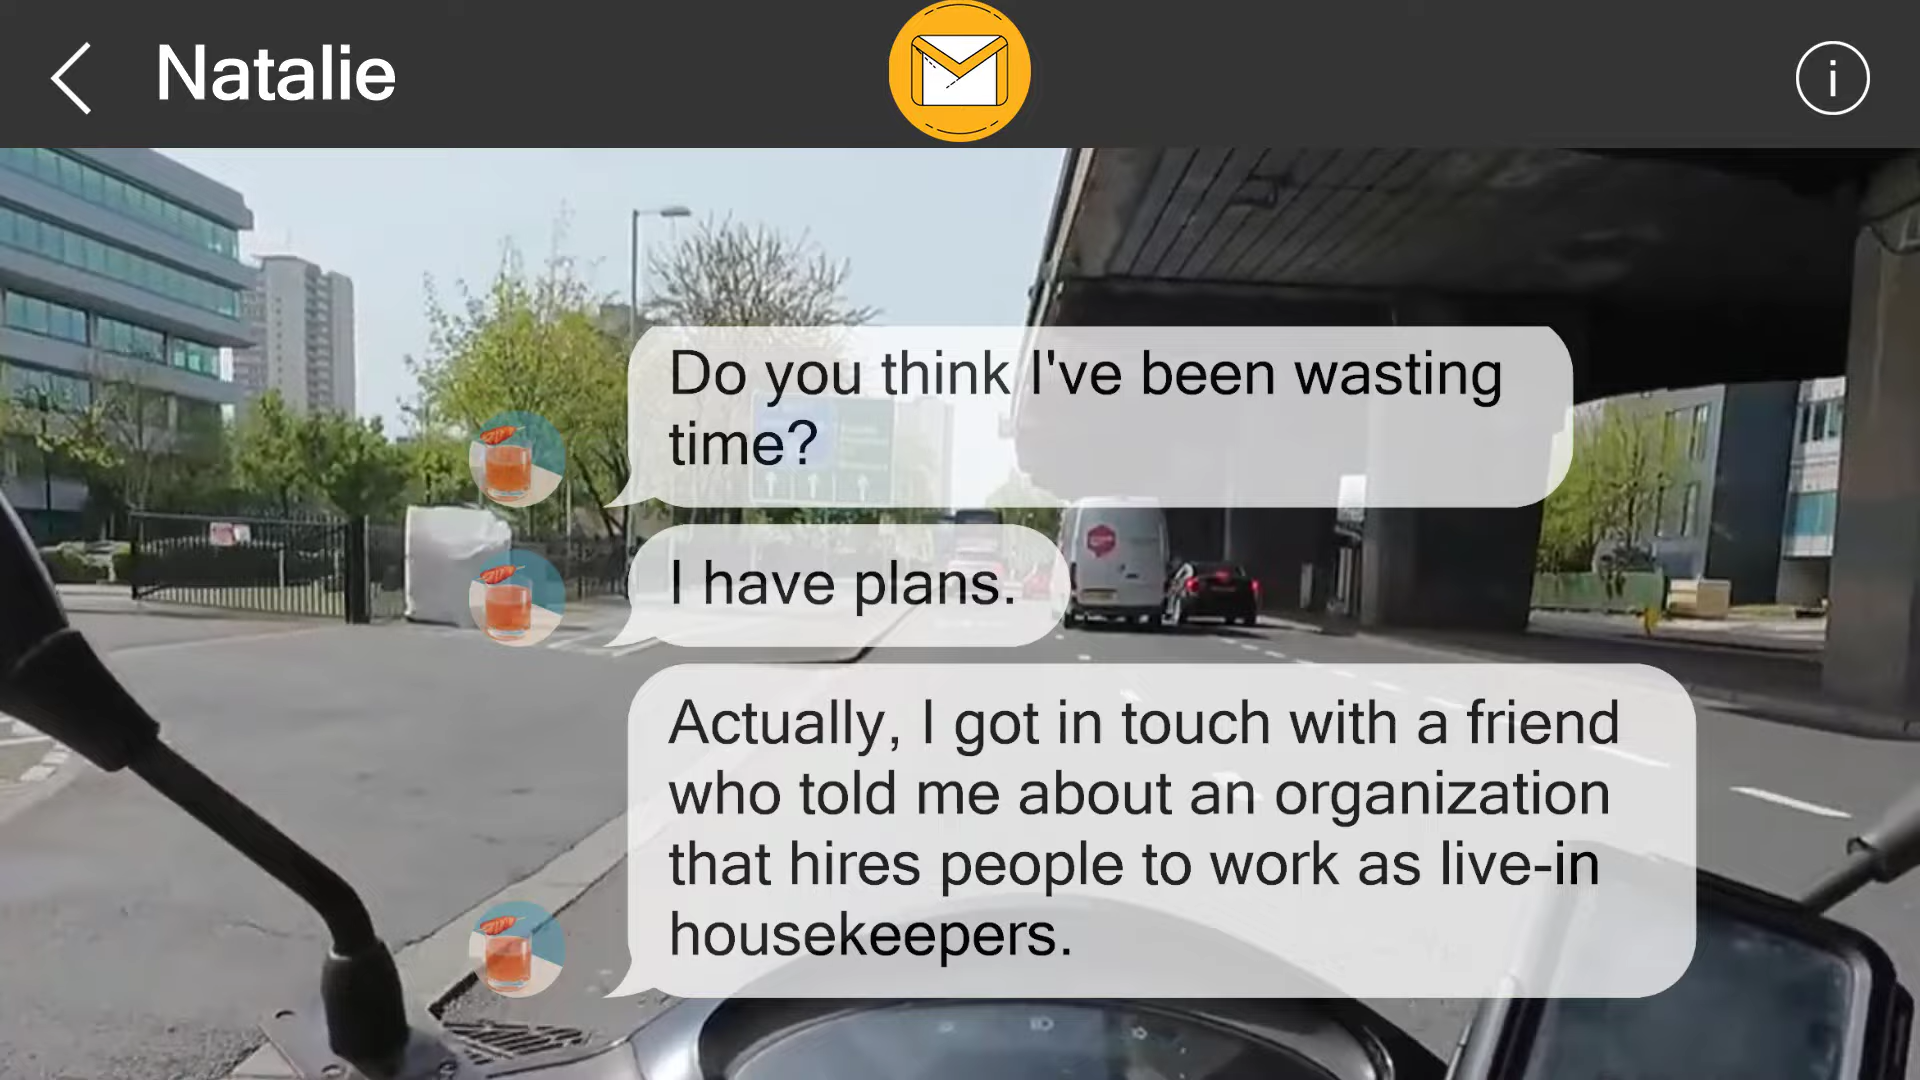 Natalie
Do you think I've been wasting
time?
I have plans.
Actually, I got in touch with a friend
who told me about an organization
that hires people to work as live-in
housekeepers.